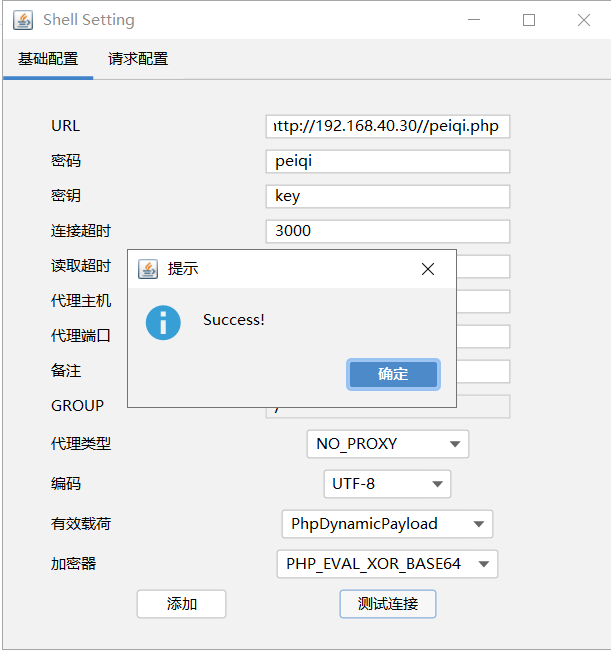 Shell Setting
基础配置 请求配置
URL ıttp://192.168.40.30//peiqi.php
密码 peiqi
密钥 key
连接超时 3000
读取超时
提示
代理主机
Success!
代理端口
备注
确定
GROUP /
代理类型 NO_PROXY
编码 UTF-8
有效载荷 PhpDynamicPayload
加密器 PHP_EVAL_XOR_BASE64
添加 测试连接